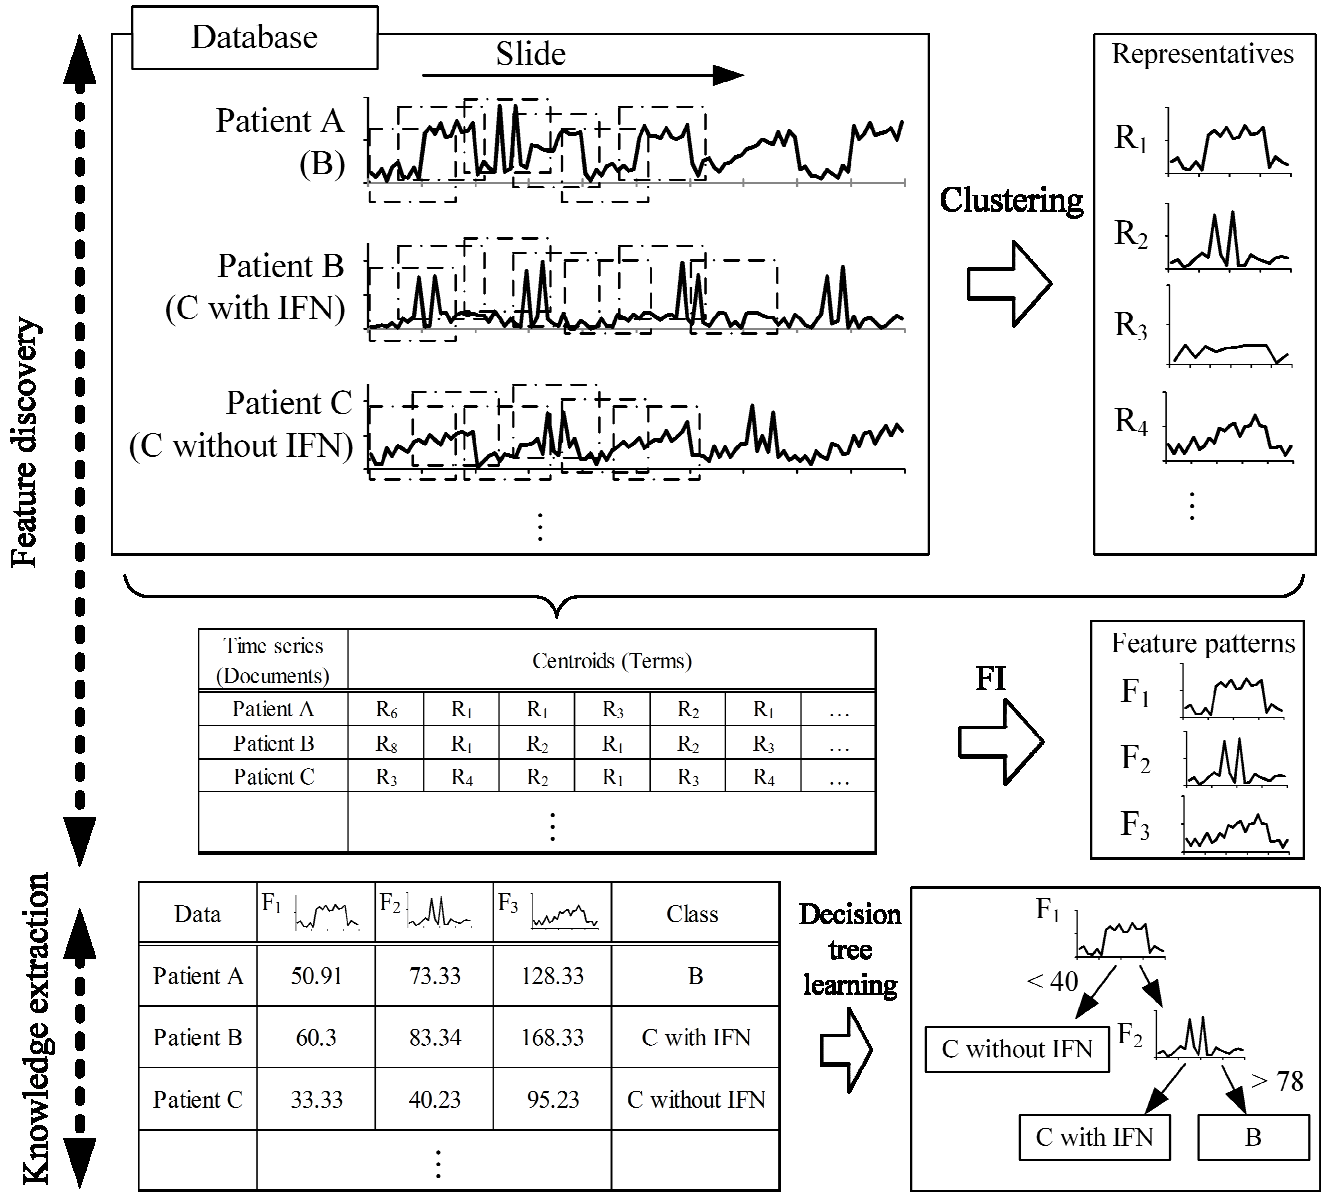 Database
Slide
Patient A
(B)
Patient B
(C with IFN)
Patient C
(C without IFN)
⋮
Clustering
Representatives
R1
R2
R3
R4
⋮
Feature discovery
Time series
(Documents)
Centroids (Terms)
Patient A R6 R1 R1 R3 R2 R1 …
Patient B R8 R1 R2 R1 R2 R3 …
Patient C R3 R4 R2 R1 R3 R4 …
⋮
FI
Feature patterns
F1
F2
F3
Knowledge extraction
Data F1 F2 F3 Class
Patient A 50.91 73.33 128.33 B
Patient B 60.3 83.34 168.33 C with IFN
Patient C 33.33 40.23 95.23 C without IFN
⋮
Decision
tree
learning
F1
< 40
C without IFN
F2
> 78
C with IFN
B